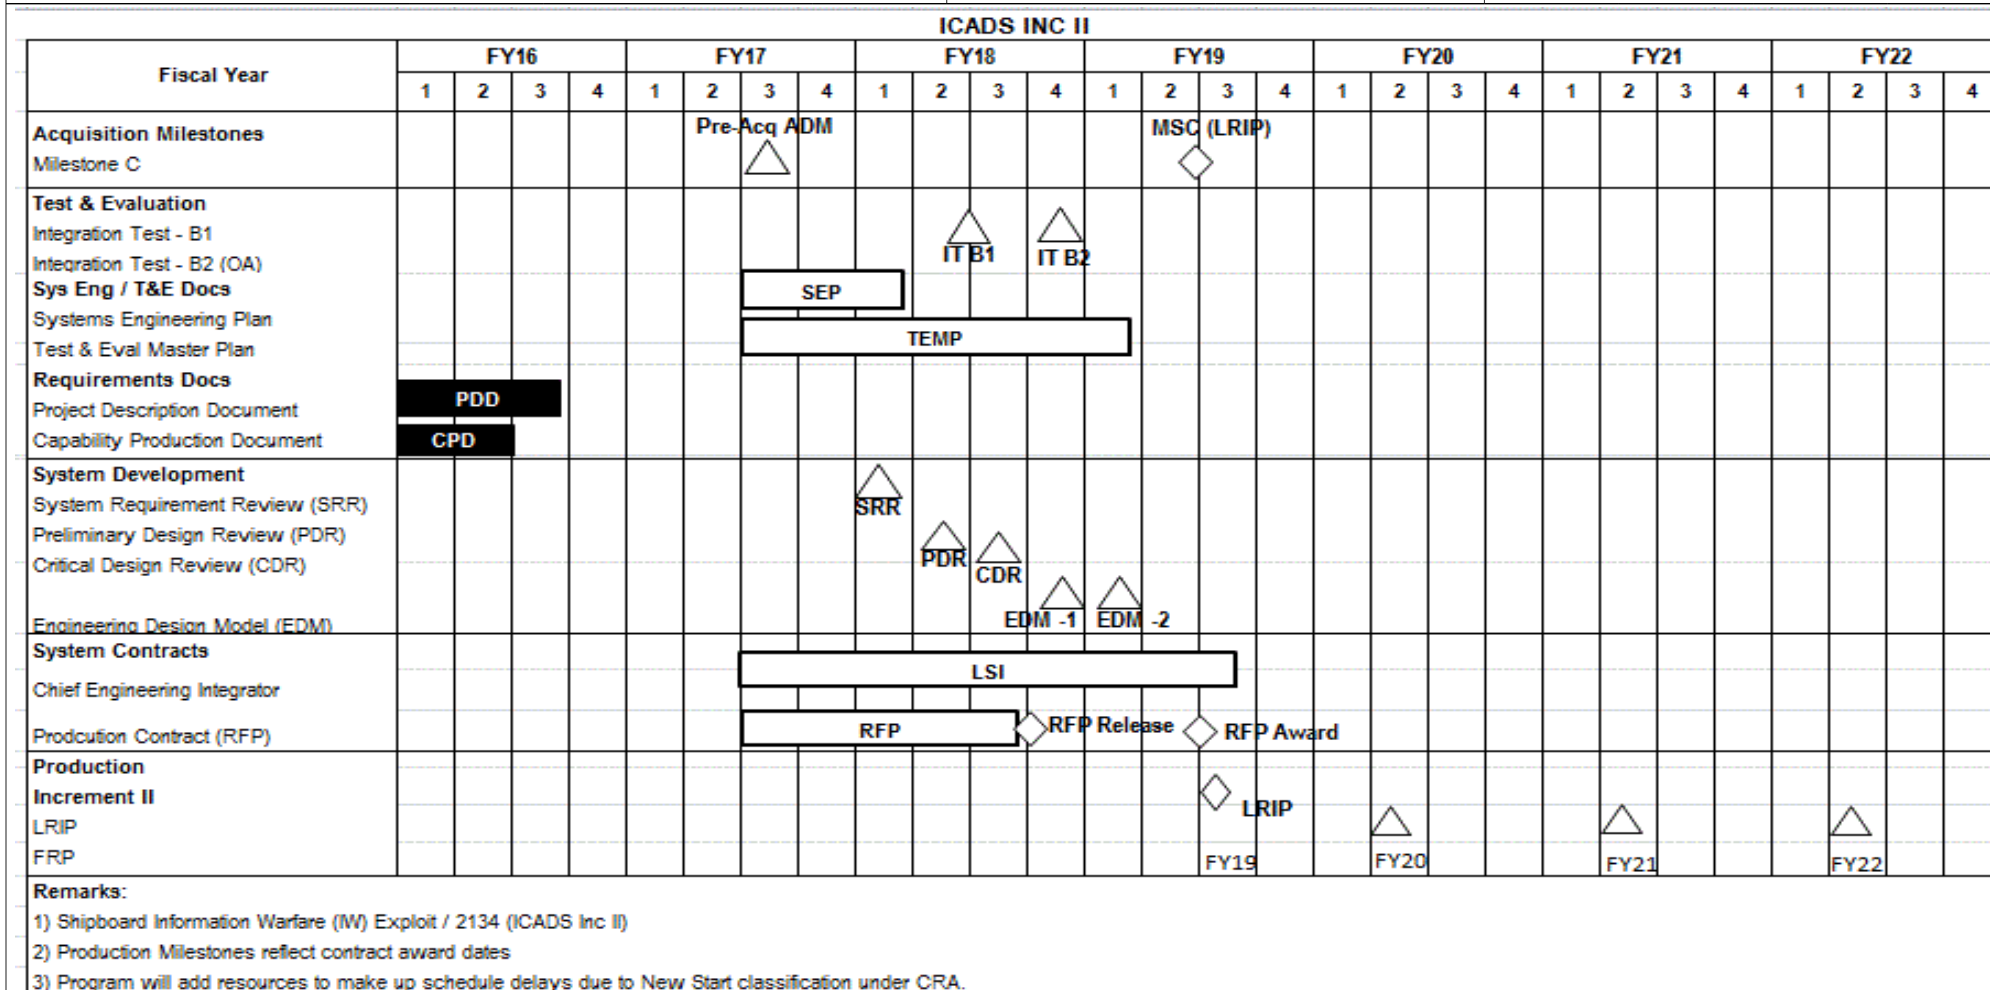 ICADS INC II
Fiscal Year FY16 FY17 FY18 FY19 FY20 FY21 FY22
1 2 3 4 1 2 3 4 1 2 3 4 1 2 3 4 1 2 3 4 1 2 3 4 1 2 3 4
Acquisition Milestones Pre-Acq ADM MSC (LRIP)
Milestone C
Test & Evaluation
Integration Test - B1 IT B1
Integration Test - B2 (OA) IT B2
Sys Eng / T&E Docs SEP
Systems Engineering Plan
Test & Eval Master Plan TEMP
Requirements Docs
Project Description Document PDD
Capability Production Document CPD
System Development
System Requirement Review (SRR) SRR
Preliminary Design Review (PDR) PDR
Critical Design Review (CDR) CDR
Engineering Design Model (EDM) EDM -1 EDM -2
System Contracts LSI
Chief Engineering Integrator
Prodcution Contract (RFP) RFP RFP Release RFP Award
Production
Increment II LRIP
LRIP
FRP FY19 FY20 FY21 FY22
Remarks:
1) Shipboard Information Warfare (IW) Exploit / 2134 (ICADS Inc II)
2) Production Milestones reflect contract award dates
3) Program will add resources to make up schedule delays due to New Start classification under CRA.